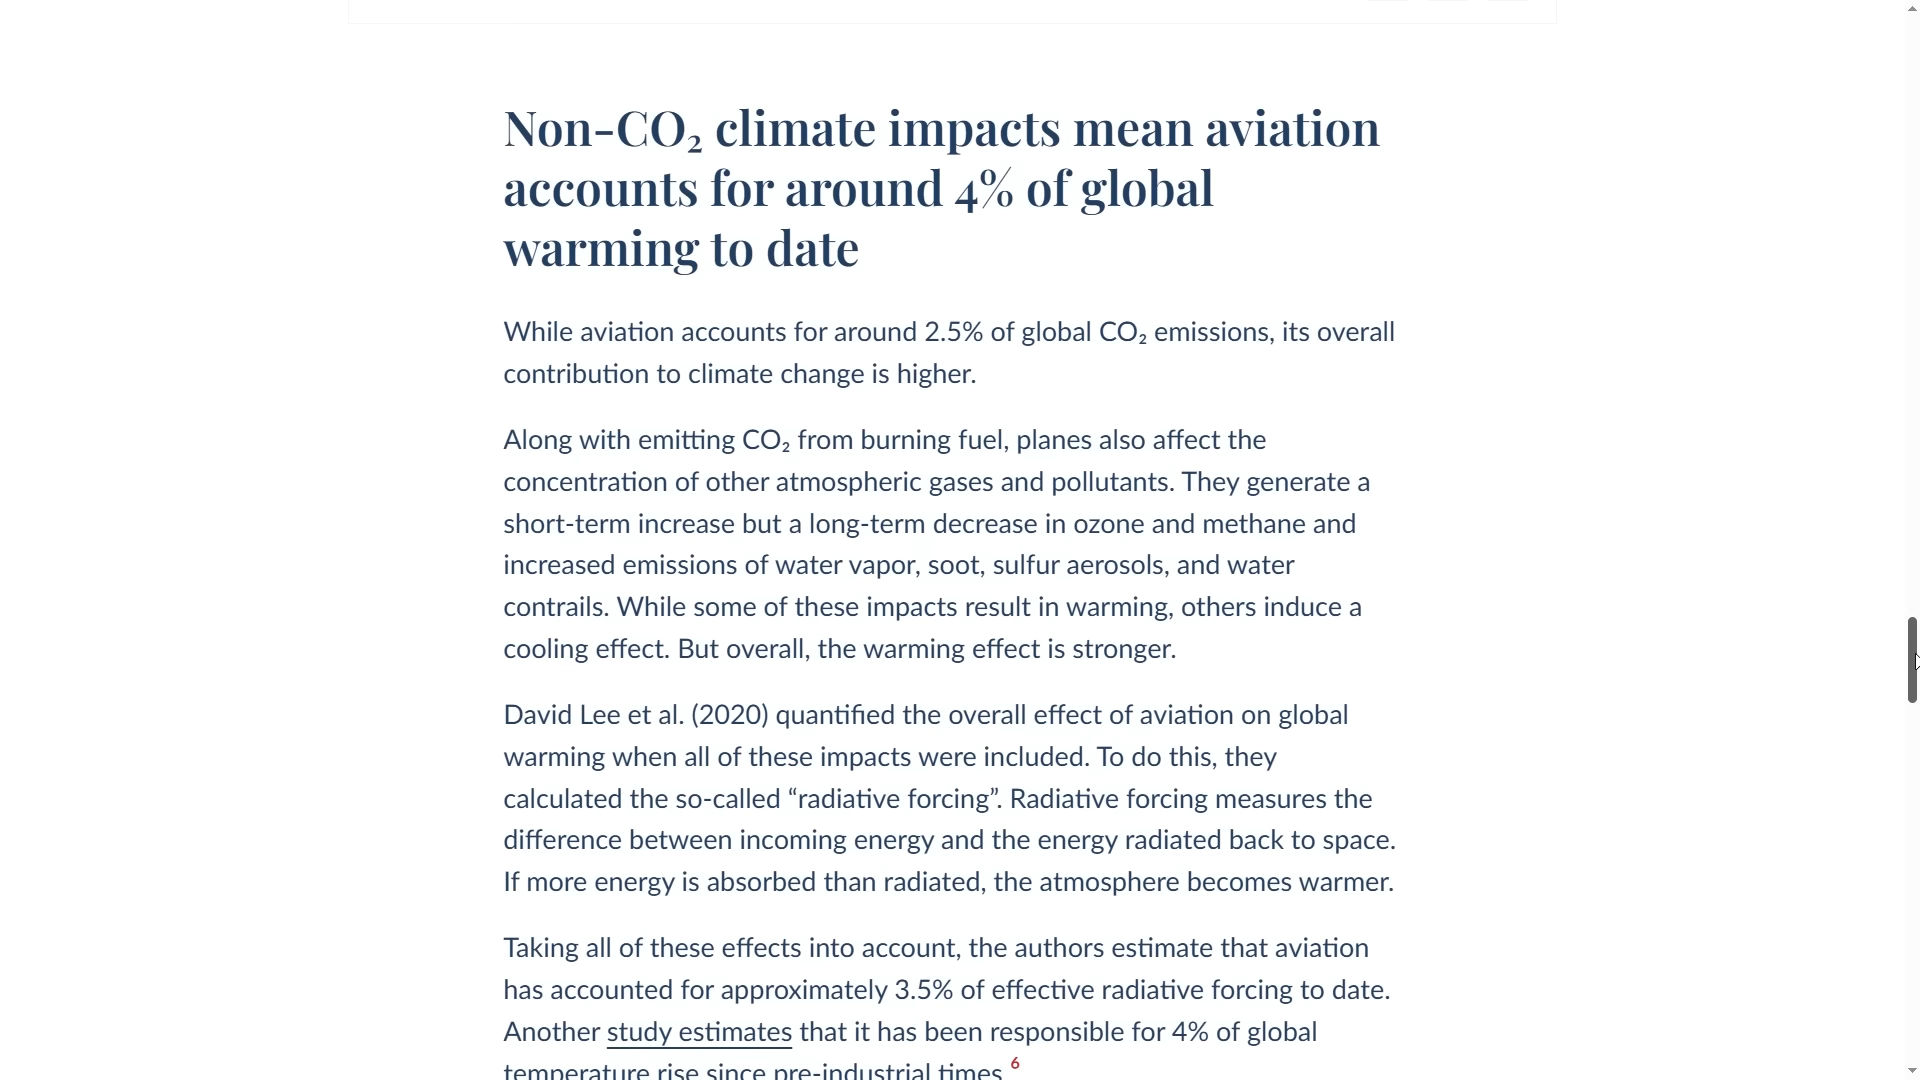 Non-CO₂ climate impacts mean aviation
accounts for around 4% of global
warming to date
While aviation accounts for around 2.5% of global CO₂ emissions, its overall
contribution to climate change is higher.
Along with emitting CO₂ from burning fuel, planes also affect the
concentration of other atmospheric gases and pollutants. They generate a
short-term increase but a long-term decrease in ozone and methane and
increased emissions of water vapor, soot, sulfur aerosols, and water
contrails. While some of these impacts result in warming, others induce a
cooling effect. But overall, the warming effect is stronger.
David Lee et al. (2020) quantified the overall effect of aviation on global
warming when all of these impacts were included. To do this, they
calculated the so-called “radiative forcing”. Radiative forcing measures the
difference between incoming energy and the energy radiated back to space.
If more energy is absorbed than radiated, the atmosphere becomes warmer.
Taking all of these effects into account, the authors estimate that aviation
has accounted for approximately 3.5% of effective radiative forcing to date.
Another study estimates that it has been responsible for 4% of global
temperature rise since pre-industrial times.⁶